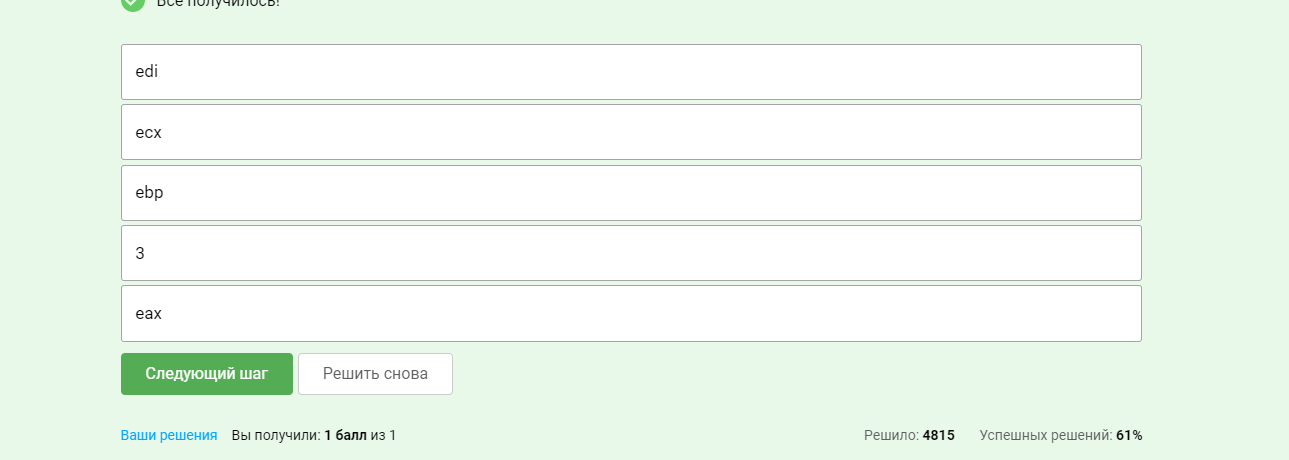 Все получилось!
edi
ecx
ebp
3
eax
Следующий шаг Решить снова
Ваши решения Вы получили: 1 балл из 1 Решило: 4815 Успешных решений: 61%